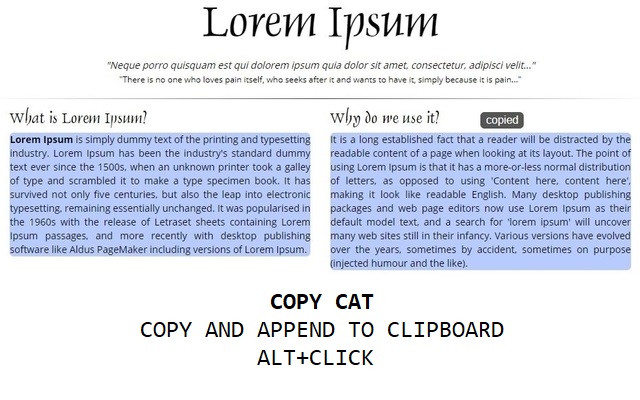 Lorem Ipsum
"Neque porro quisquam est qui dolorem ipsum quia dolor sit amet, consectetur, adipisci velit..."
"There is no one who loves pain itself, who seeks after it and wants to have it, simply because it is pain..."
What is Lorem Ipsum?
Lorem Ipsum is simply dummy text of the printing and typesetting
industry. Lorem Ipsum has been the industry's standard dummy
text ever since the 1500s, when an unknown printer took a galley
of type and scrambled it to make a type specimen book. It has
survived not only five centuries, but also the leap into electronic
typesetting, remaining essentially unchanged. It was popularised in
the 1960s with the release of Letraset sheets containing Lorem
Ipsum passages, and more recently with desktop publishing
software like Aldus PageMaker including versions of Lorem Ipsum.
Why do we use it?
copied
It is a long established fact that a reader will be distracted by the
readable content of a page when looking at its layout. The point of
using Lorem Ipsum is that it has a more-or-less normal distribution
of letters, as opposed to using 'Content here, content here',
making it look like readable English. Many desktop publishing
packages and web page editors now use Lorem Ipsum as their
default model text, and a search for 'lorem ipsum' will uncover
many web sites still in their infancy. Various versions have evolved
over the years, sometimes by accident, sometimes on purpose
(injected humour and the like).
COPY CAT
COPY AND APPEND TO CLIPBOARD
ALT+CLICK